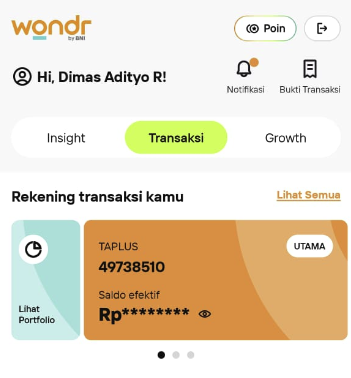 wondr
by BNI
Poin
Hi, Dimas Adityo R!
Notifikasi
Bukti Transaksi
Insight
Transaksi
Growth
Rekening transaksi kamu
Lihat Semua
Lihat
Portfolio
TAPLUS
UTAMA
49738510
Saldo efektif
Rp********